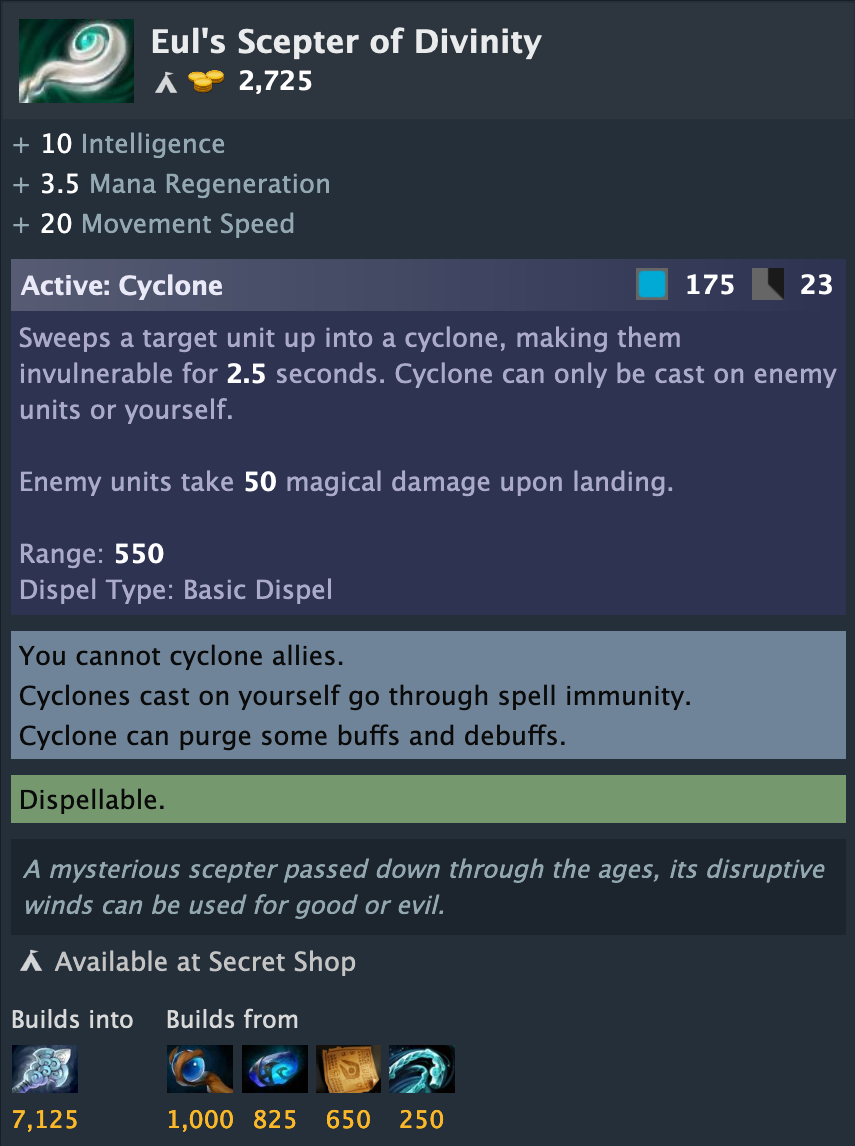 Eul's Scepter of Divinity
2,725
+ 10 Intelligence
+ 3.5 Mana Regeneration
+ 20 Movement Speed
Active: Cyclone 175 23
Sweeps a target unit up into a cyclone, making them
invulnerable for 2.5 seconds. Cyclone can only be cast on enemy
units or yourself.
Enemy units take 50 magical damage upon landing.
Range: 550
Dispel Type: Basic Dispel
You cannot cyclone allies.
Cyclones cast on yourself go through spell immunity.
Cyclone can purge some buffs and debuffs.
Dispellable.
A mysterious scepter passed down through the ages, its disruptive
winds can be used for good or evil.
Available at Secret Shop
Builds into Builds from
7,125 1,000 825 650 250